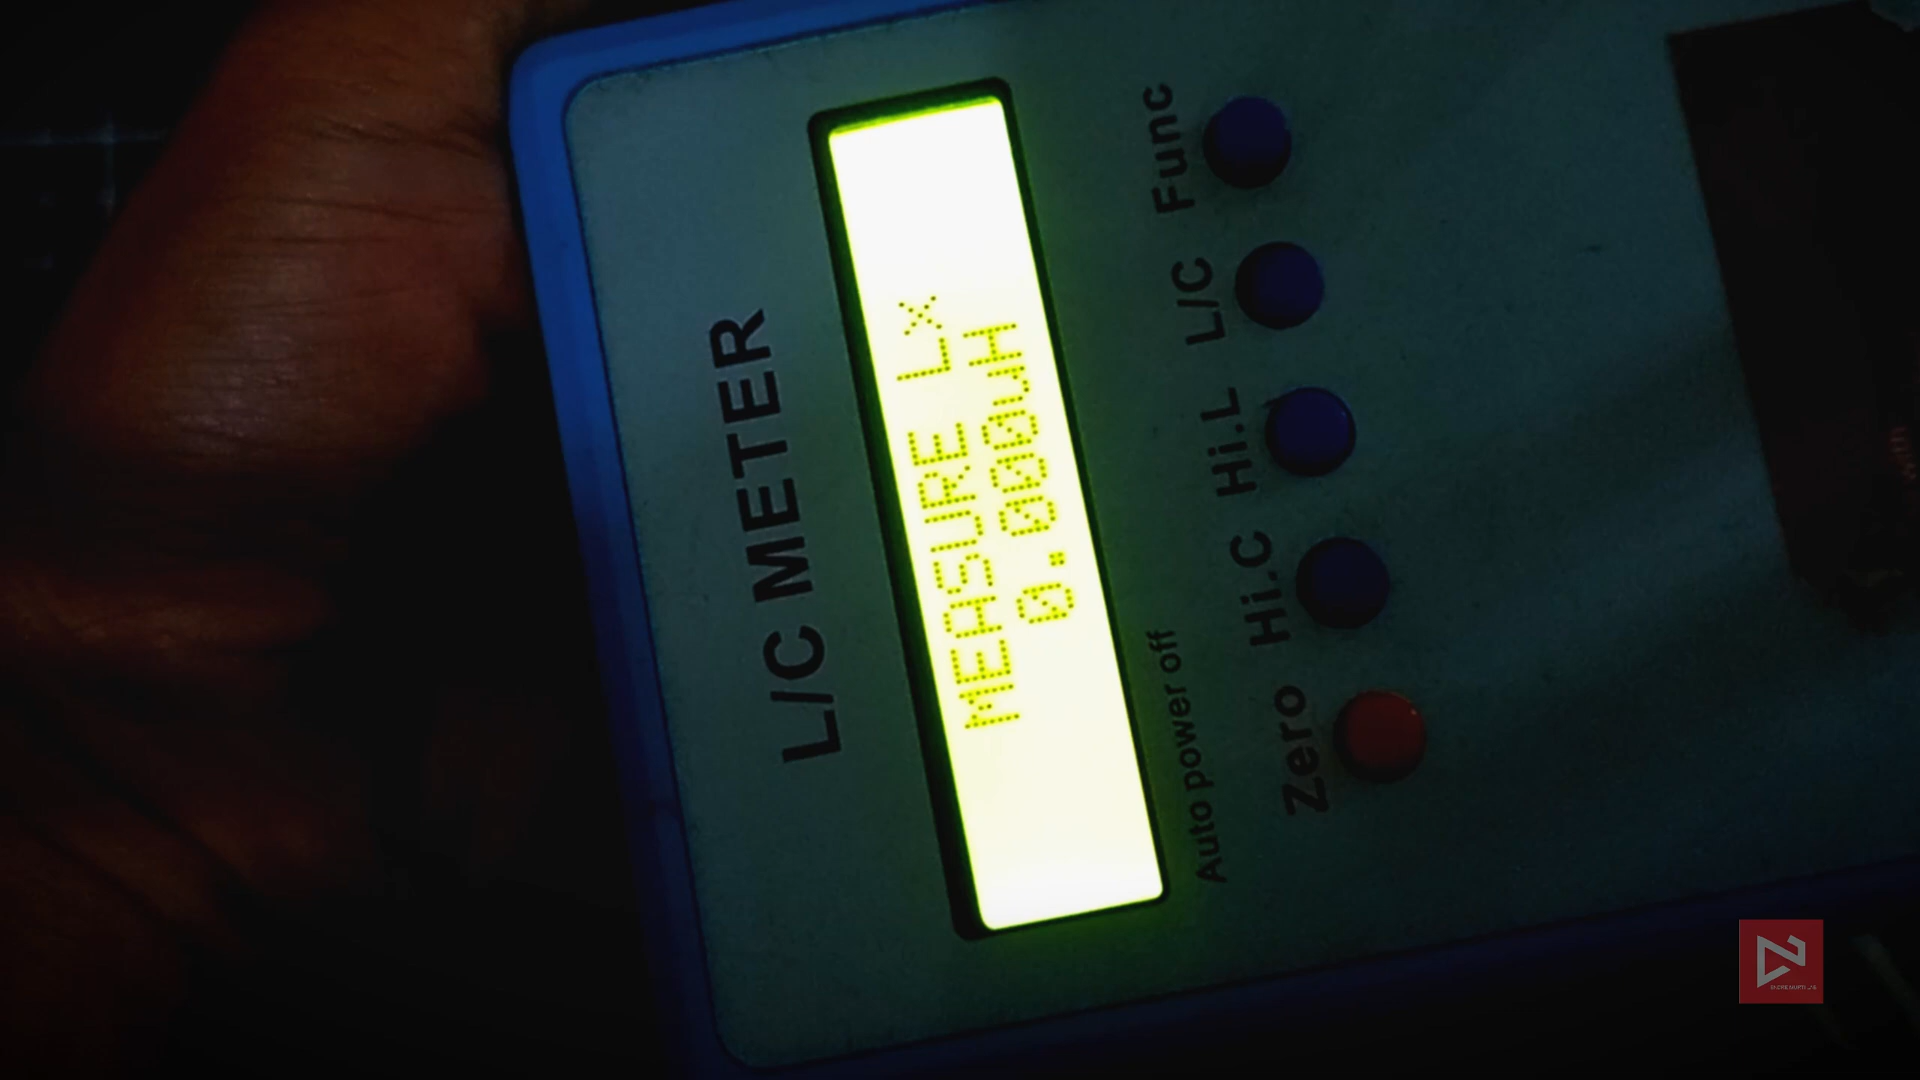 L/C METER
MEASURE Lx
0.000uH
Auto power off
Zero Hi.C Hi.L L/C Func